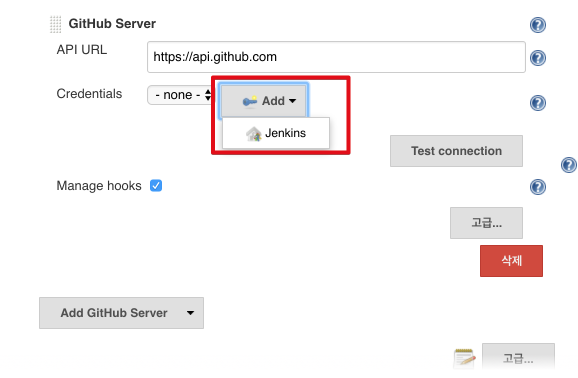 GitHub Server
API URL
https://api.github.com
Credentials
- none -
Add
Jenkins
Test connection
Manage hooks
고급...
삭제
Add GitHub Server
고급...